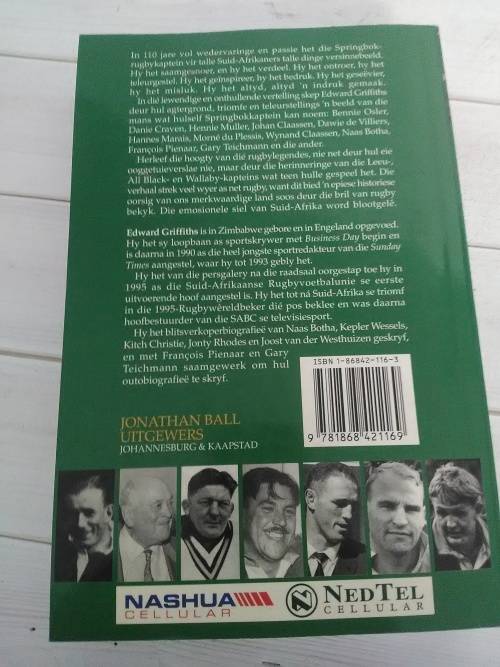 In 110 jare vol wedervaringe en passie het die Springbok-
rugbykaptein vir talle Suid-Afrikaners talle dinge versinnebeeld.
Hy het saamgesnoer, en hy het verdeel. Hy het ontroer, hy het
teleurgestel. Hy het geïnspireer, hy het bedruk. Hy het geseëvier,
hy het misluk. Hy het altyd, altyd 'n indruk gemaak.
In dié lewendige en onthullende vertelling skep Edward Griffiths
deur hul agtergrond, triomfe en teleurstellings 'n beeld van die
mans wat hulself Springbokkaptein kan noem: Bennie Osler,
Danie Craven, Hennie Muller, Johan Claassen, Dawie de Villiers,
Hannes Marais, Morné du Plessis, Wynand Claassen, Naas Botha,
François Pienaar, Gary Teichmann en die ander.
Herleef die hoogty van dié rugbylegendes, nie net deur hul eie
ooggetuieverslae nie, maar deur die herinneringe van die Leeu-,
All Black- en Wallaby-kapteins wat teen hulle gespeel het. Die
verhaal strek veel wyer as net rugby, want dit bied 'n epiese historiese
oorsig van ons merkwaardige land soos deur die bril van rugby
bekyk. Die emosionele siel van Suid-Afrika word blootgelê.
Edward Griffiths is in Zimbabwe gebore en in Engeland opgevoed.
Hy het sy loopbaan as sportskrywer met Business Day begin en
is daarna in 1990 as die heel jongste sportredakteur van die Sunday
Times aangestel, waar hy tot 1993 gebly het.
Hy het van die persgalery na die raadsaal oorgestap toe hy in
1995 as die Suid-Afrikaanse Rugbyvoetbalunie se eerste
uitvoerende hoof aangestel is. Hy het tot ná Suid-Afrika se triomf
in die 1995-Rugbywêreldbeker dié pos beklee en was daarna
hoofbestuurder van die SABC se televisiesport.
Hy het blitsverkoperbiografieë van Naas Botha, Kepler Wessels,
Kitch Christie, Jonty Rhodes en Joost van der Westhuizen geskryf,
en met François Pienaar en Gary
Teichmann saamgewerk om hul
outobiografieë te skryf.
ISBN 1-86842-116-3
9 781868 421169
JONATHAN BALL
UITGEWERS
JOHANNESBURG & KAAPSTAD
NASHUA
CELLULAR
N
NEDTEL
CELLULAR